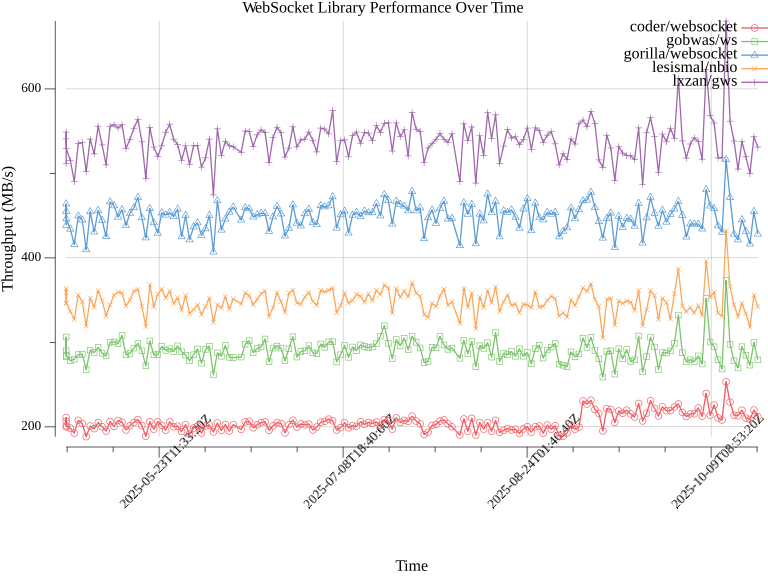 WebSocket Library Performance Over Time
coder/websocket
gobwas/ws
gorilla/websocket
lesismal/nbio
lxzan/gws
Throughput (MB/s)
600
400
200
2025-05-23T11:33:20Z
2025-07-08T18:40:00Z
2025-08-24T01:46:40Z
2025-10-09T08:53:20Z
Time